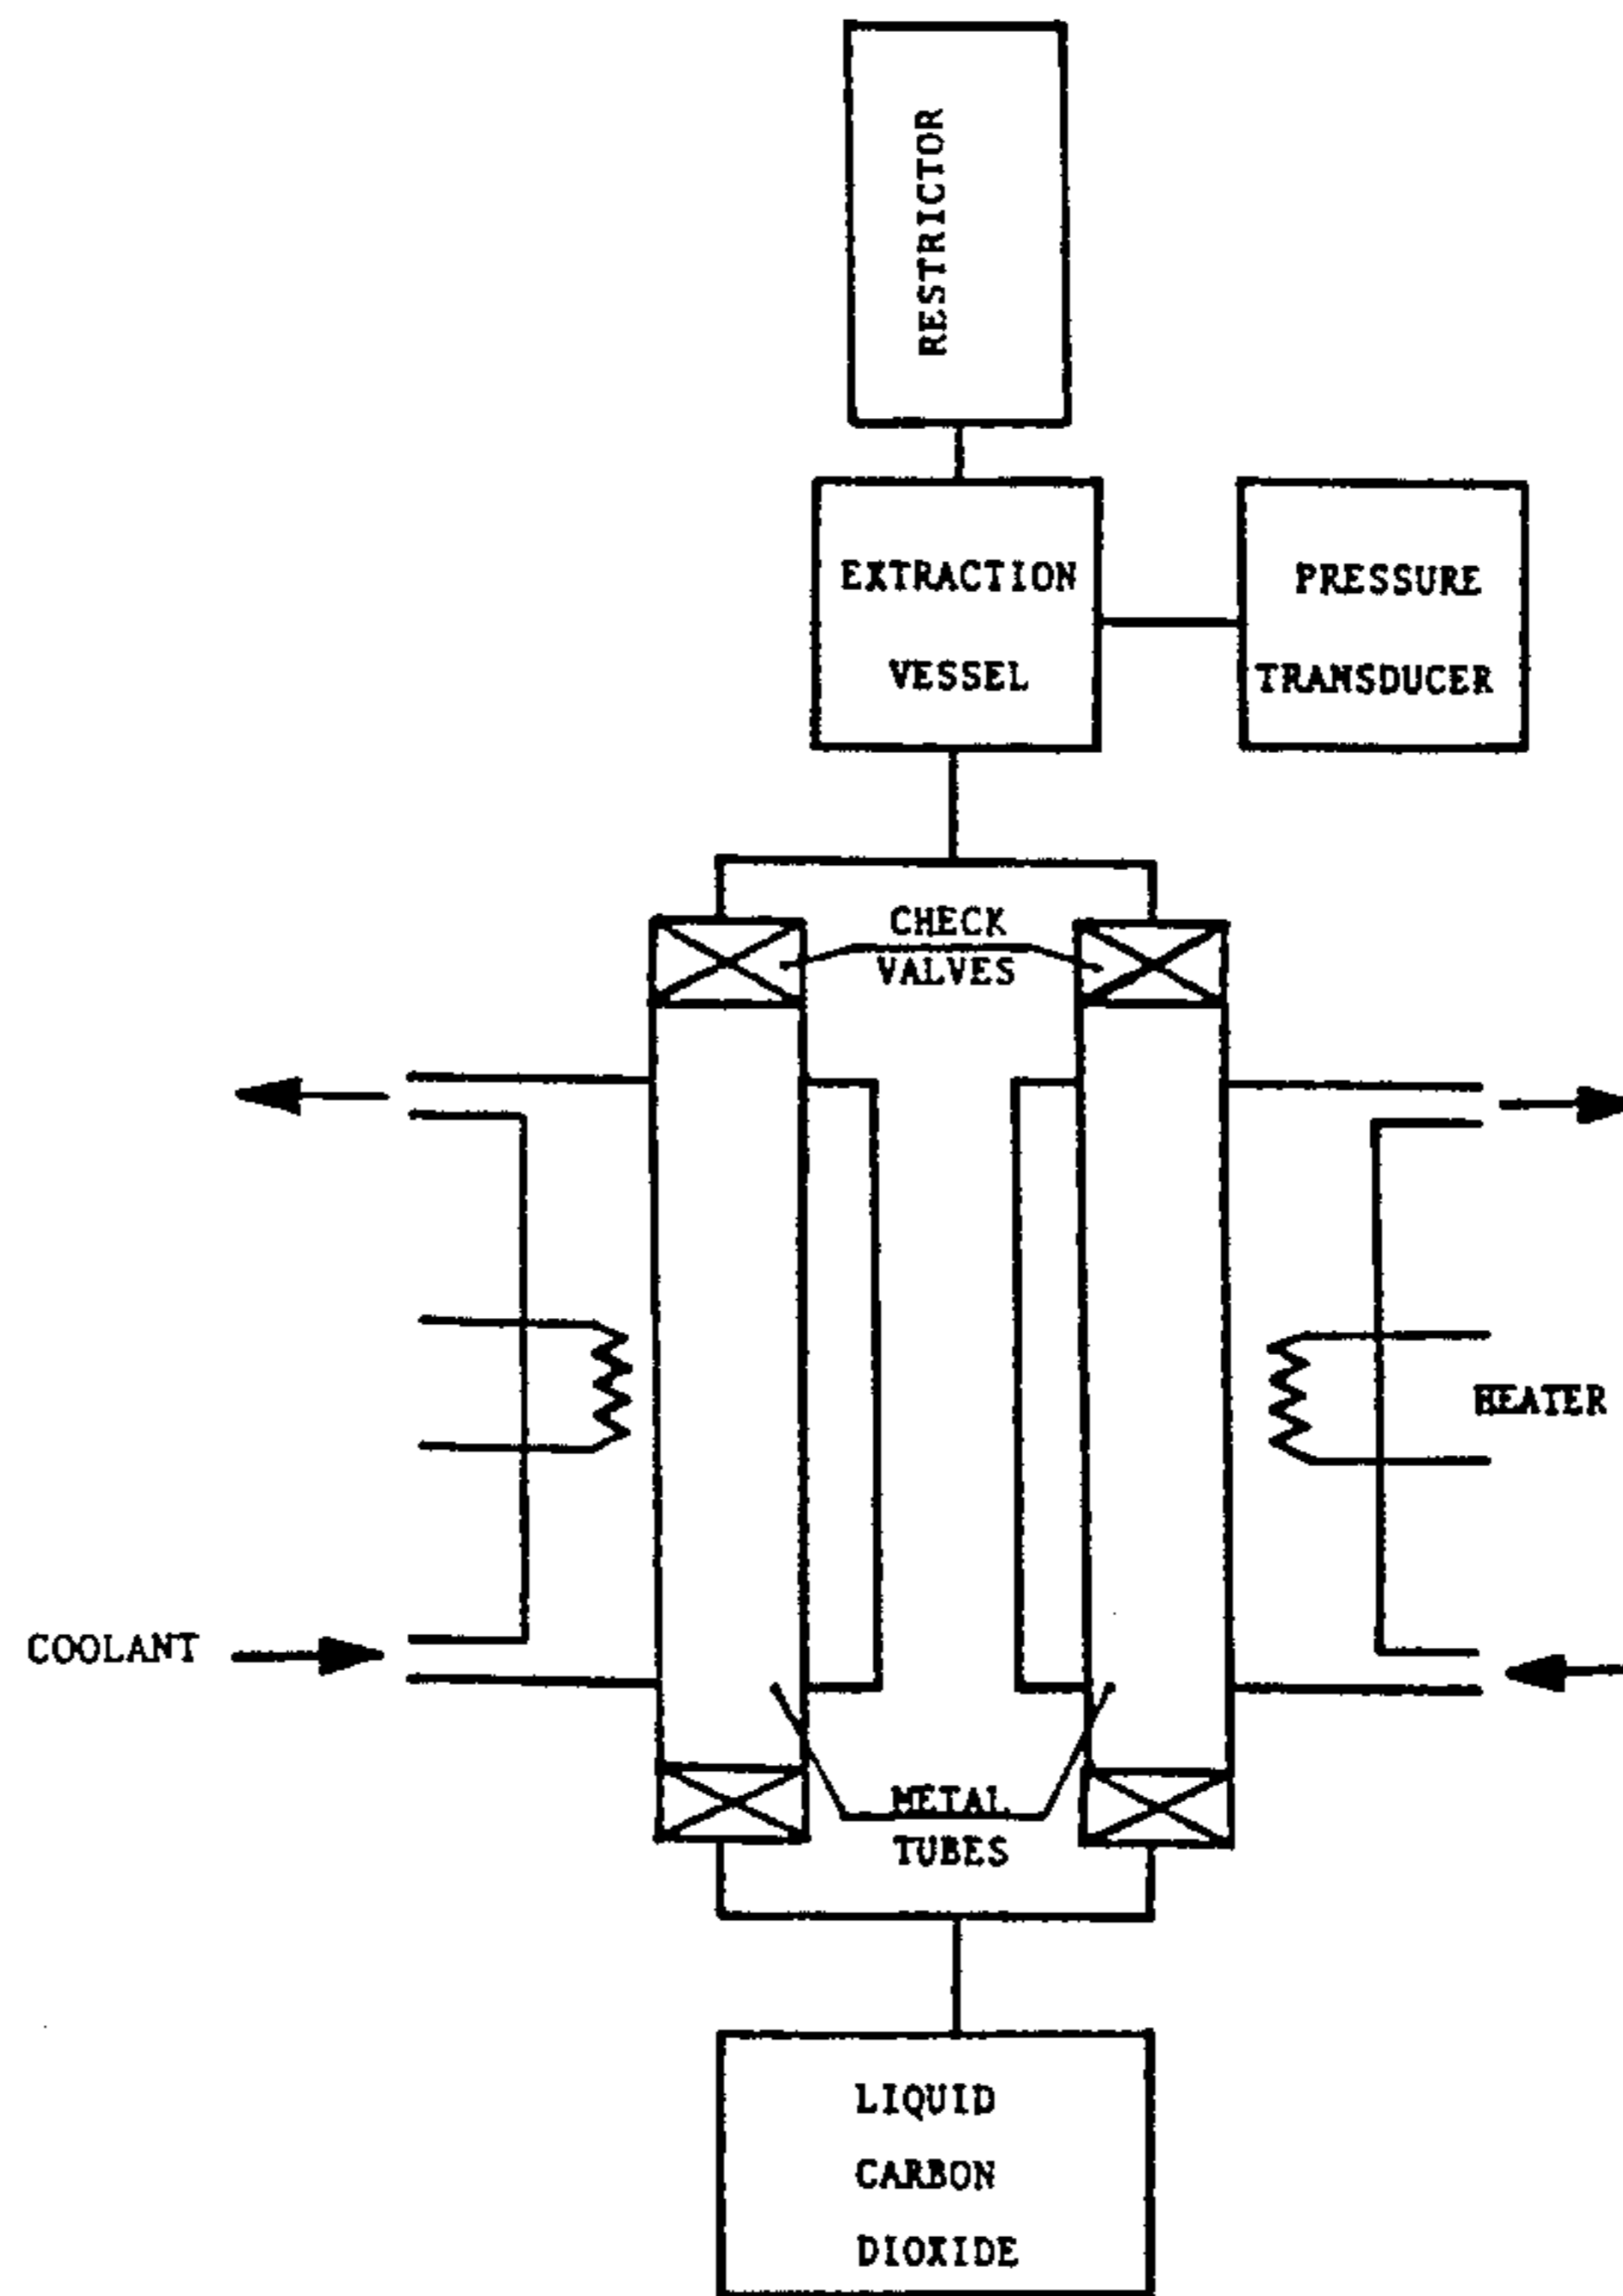 RESTRICTOR
EXTRACTION
VESSEL
PRESSURE
TRANSDUCER
CHECK
VALVES
HEATER
COOLANT
METAL
TUBES
LIQUID
CARBON
DIOXIDE